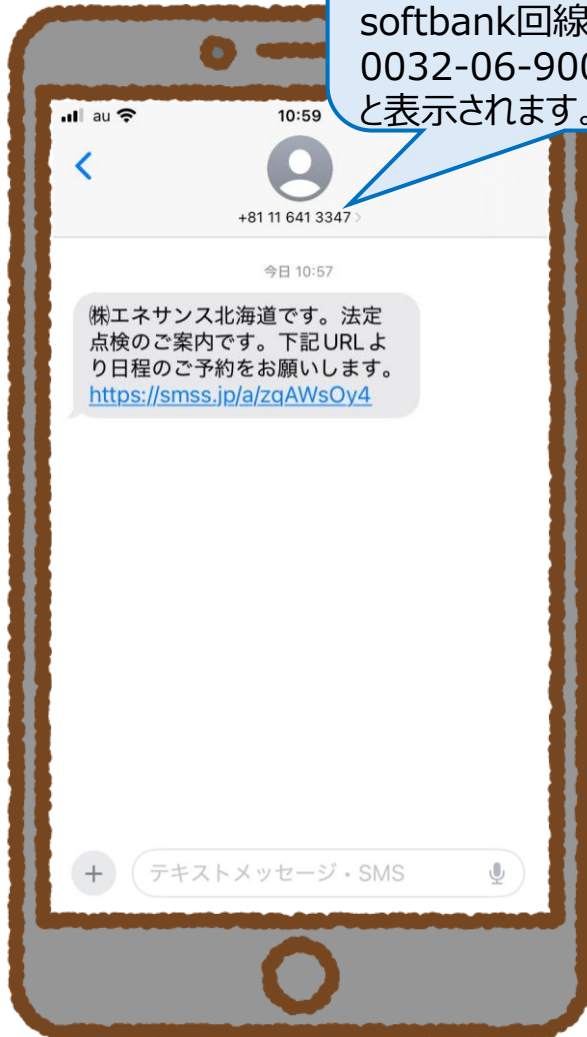 softbank回線
0032-06-900
と表示されます。
au
10:59
+81 11 641 3347
今日 10:57
㈱エネサンス北海道です。法定
点検のご案内です。下記URLよ
り日程のご予約をお願いします。
https://smss.jp/a/zqAWsOy4
テキストメッセージ・SMS